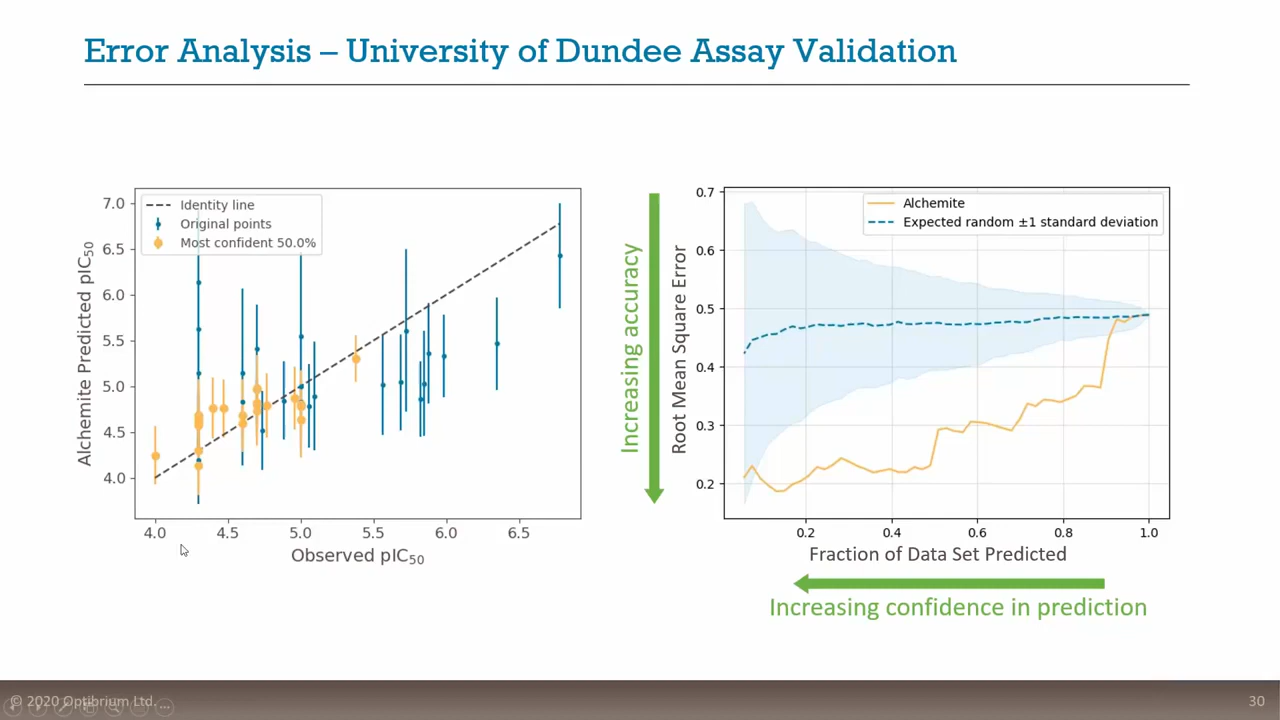 Error Analysis – University of Dundee Assay Validation
Identity line
Original points
Most confident 50.0%
7.0
6.5
6.0
5.5
5.0
4.5
4.0
Alchemite Predicted pIC₅₀
4.0 4.5 5.0 5.5 6.0 6.5
Observed pIC₅₀
Increasing accuracy
Alchemite
Expected random ±1 standard deviation
0.7
0.6
0.5
0.4
0.3
0.2
Root Mean Square Error
0.2 0.4 0.6 0.8 1.0
Fraction of Data Set Predicted
Increasing confidence in prediction
© 2020 Optibrium Ltd.
30